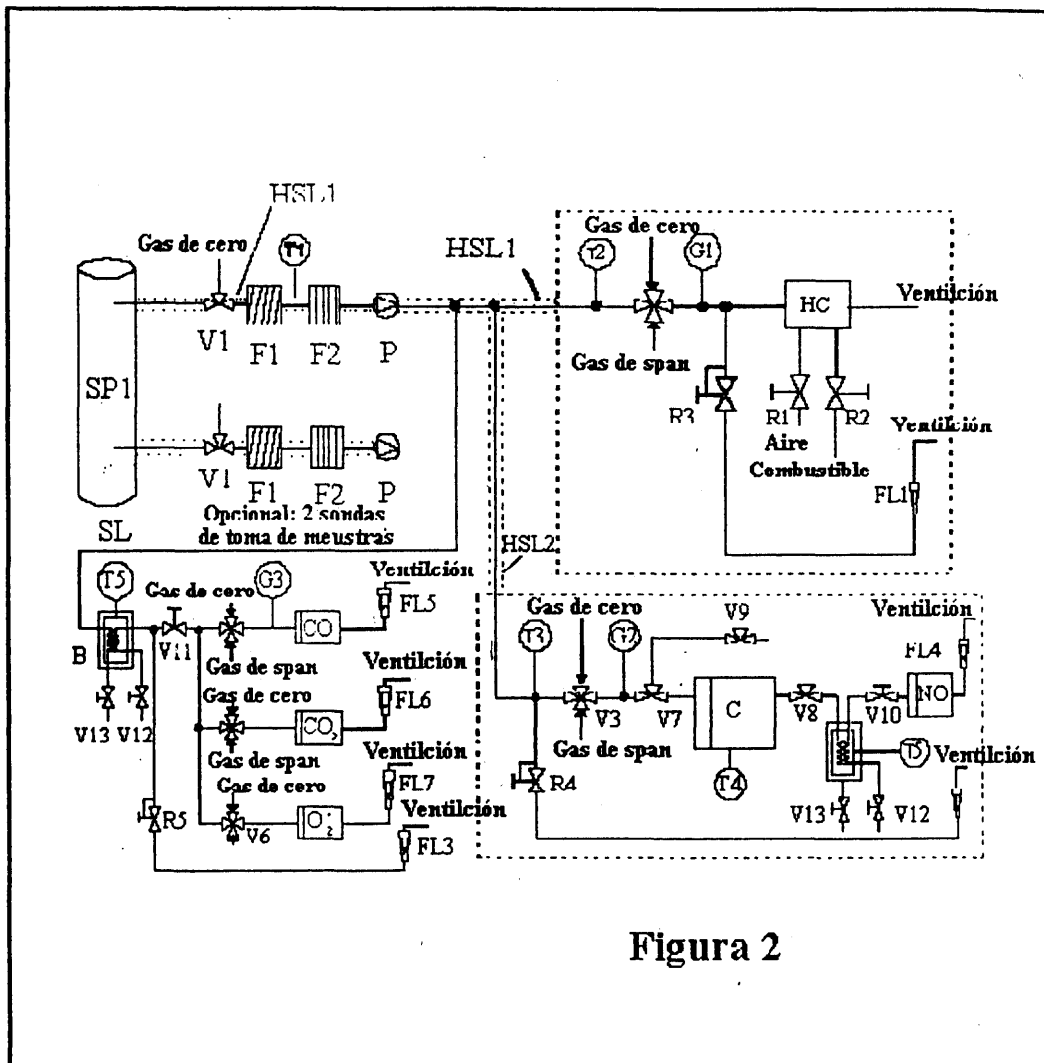 HSL1
Gas de cero
V1
F1
F2
P
SP1
V1
F1
F2
P
SL
Opcional: 2 sondas
de toma de meustras
HSL1
Gas de cero
T2
G1
HC
Ventilción
Gas de span
R3
R1
R2
Aire
Combustible
Ventilción
FL1
HSL2
T5
Gas de cero
G3
CO
Ventilción
FL5
B
V11
Gas de span
Gas de cero
V13
V12
CO2
Ventilción
FL6
Gas de span
Gas de cero
R5
V6
O2
Ventilción
FL7
Ventilción
FL3
Gas de cero
V9
Ventilción
T3
G2
FL4
V3
V7
C
V8
V10
NO
Gas de span
R4
T4
T5
Ventilción
V13
V12
Figura 2